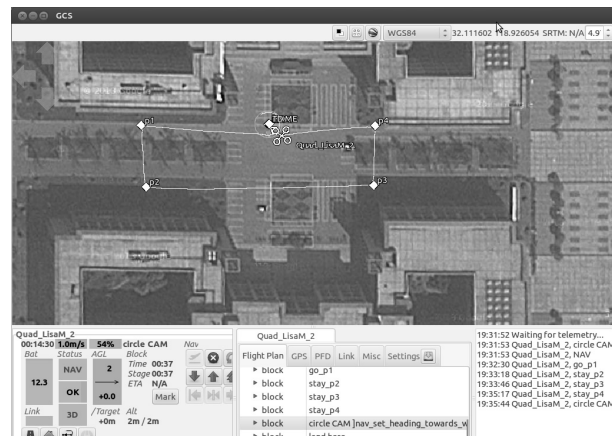 GCS
WGS84 32.111602 118.926054 SRTM: N/A 4.9
p1
p4
Quad_LisaM_2
p2
p3
Quad_LisaM_2
00:14:30 1.0m/s 54% circle CAM Nav
Bat Status AGL Block
Time 00:37
Stage 00:37
ETA N/A
Mark
NAV
2
12.3
OK
+0.0
Link
3D
/Target Alt
+0m 2m / 2m
Quad_LisaM_2
Flight Plan GPS PFD Link Misc Settings
block go_p1
block stay_p2
block stay_p3
block stay_p4
block circle CAM ]nav_set_heading_towards_w
block land here
19:31:52 Waiting for telemetry...
19:31:53 Quad_LisaM_2, circle CAM
19:31:53 Quad_LisaM_2, NAV
19:32:30 Quad_LisaM_2, go_p1
19:33:18 Quad_LisaM_2, stay_p2
19:33:46 Quad_LisaM_2, stay_p3
19:35:17 Quad_LisaM_2, stay_p4
19:35:44 Quad_LisaM_2, circle CAM